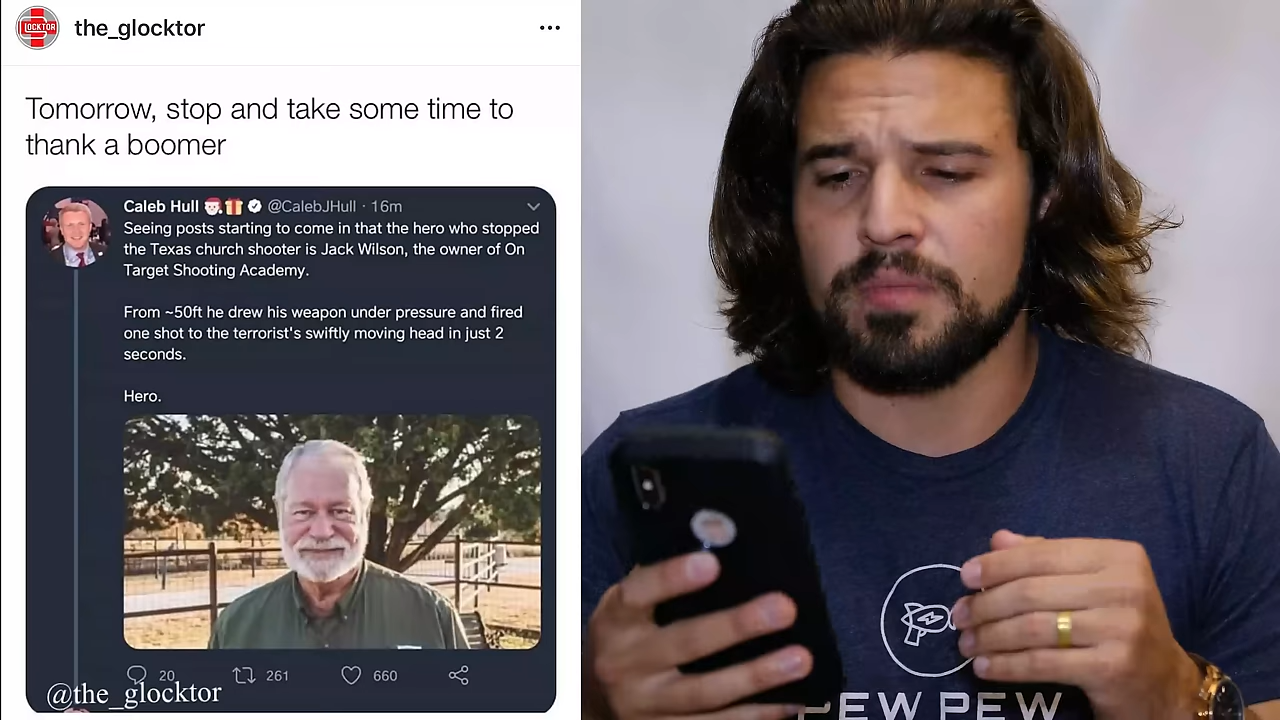 LOCKTOR
the_glocktor
Tomorrow, stop and take some time to
thank a boomer
Caleb Hull @CalebJHull · 16m
Seeing posts starting to come in that the hero who stopped
the Texas church shooter is Jack Wilson, the owner of On
Target Shooting Academy.
From ~50ft he drew his weapon under pressure and fired
one shot to the terrorist's swiftly moving head in just 2
seconds.
Hero.
20 261 660
@the_glocktor
PEW PEW